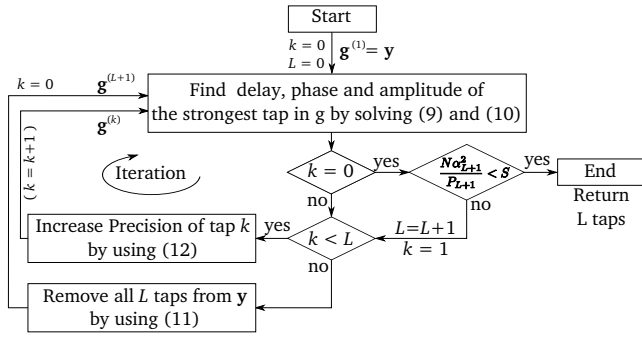 Start
k = 0
L = 0
g⁽¹⁾= y
k = 0
g⁽ᴸ⁺¹⁾
Find delay, phase and amplitude of
the strongest tap in g by solving (9) and (10)
g⁽ᵏ⁾
( k = k+1 )
Iteration
k = 0
yes
Nα²_{L+1} / P_{L+1} < S
yes
End
Return
L taps
no
no
Increase Precision of tap k
by using (12)
yes
k < L
L=L+1
k = 1
no
Remove all L taps from y
by using (11)